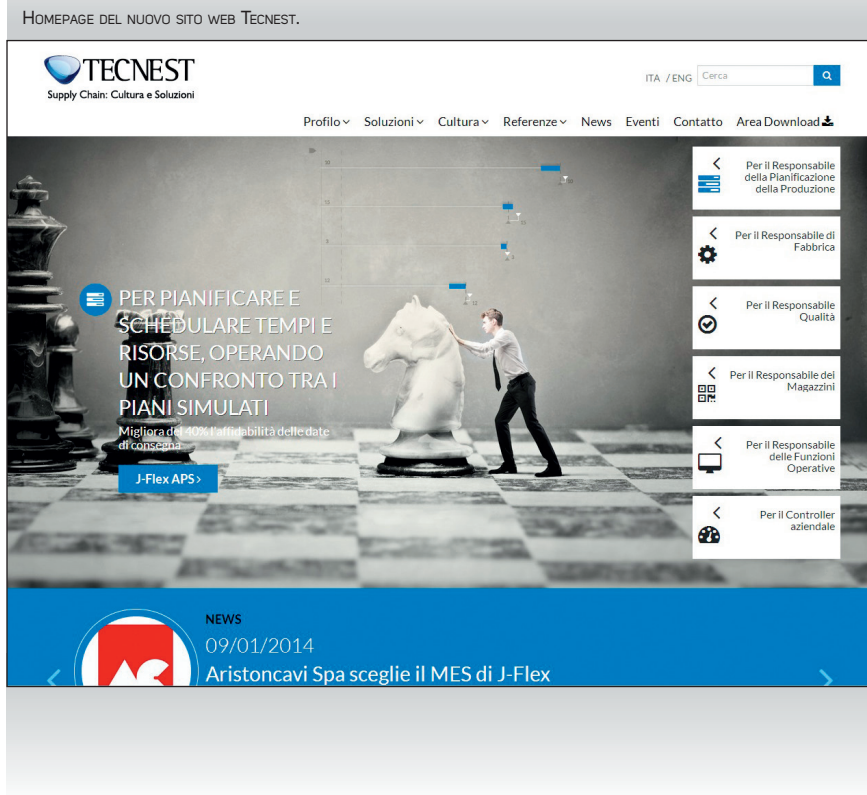 Homepage del nuovo sito web Tecnest.
TECNEST
Supply Chain: Cultura e Soluzioni
ITA / ENG Cerca
Profilo Soluzioni Cultura Referenze News Eventi Contatto Area Download
PER PIANIFICARE E
SCHEDULARE TEMPI E
RISORSE, OPERANDO
UN CONFRONTO TRA I
PIANI SIMULATI
Migliora del 40% l'affidabilità delle date
di consegna
J-Flex APS
Per il Responsabile
della Pianificazione
della Produzione
Per il Responsabile di
Fabbrica
Per il Responsabile
Qualità
Per il Responsabile dei
Magazzini
Per il Responsabile
delle Funzioni
Operative
Per il Controller
aziendale
NEWS
09/01/2014
Aristoncavi Spa sceglie il MES di J-Flex